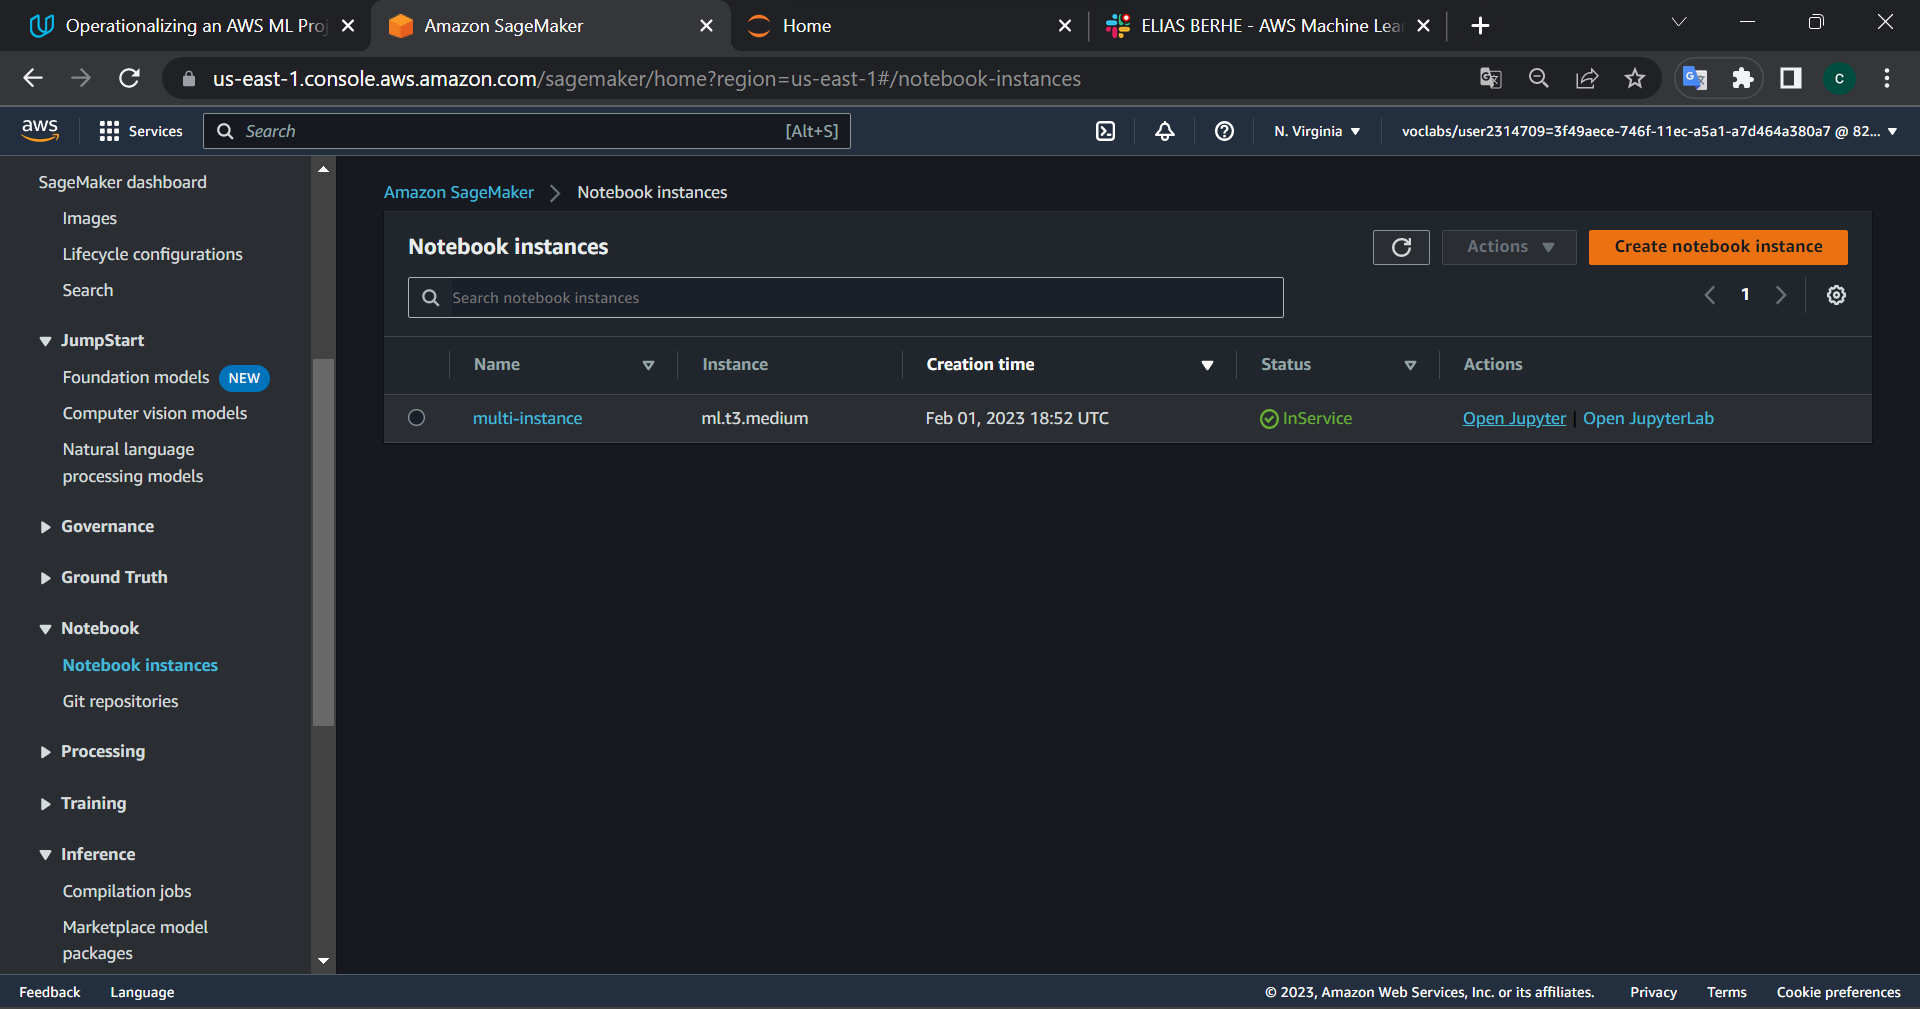 Operationalizing an AWS ML Pro
Amazon SageMaker
Home
ELIAS BERHE - AWS Machine Lea
us-east-1.console.aws.amazon.com/sagemaker/home?region=us-east-1#/notebook-instances
C
aws
Services
Search
[Alt+S]
N. Virginia
voclabs/user2314709=3f49aece-746f-11ec-a5a1-a7d464a380a7 @ 82...
SageMaker dashboard
Images
Lifecycle configurations
Search
JumpStart
Foundation models NEW
Computer vision models
Natural language
processing models
Governance
Ground Truth
Notebook
Notebook instances
Git repositories
Processing
Training
Inference
Compilation jobs
Marketplace model
packages
Amazon SageMaker > Notebook instances
Notebook instances
Actions
Create notebook instance
Search notebook instances
1
Name Instance Creation time Status Actions
multi-instance ml.t3.medium Feb 01, 2023 18:52 UTC InService Open Jupyter | Open JupyterLab
Feedback Language
© 2023, Amazon Web Services, Inc. or its affiliates. Privacy Terms Cookie preferences